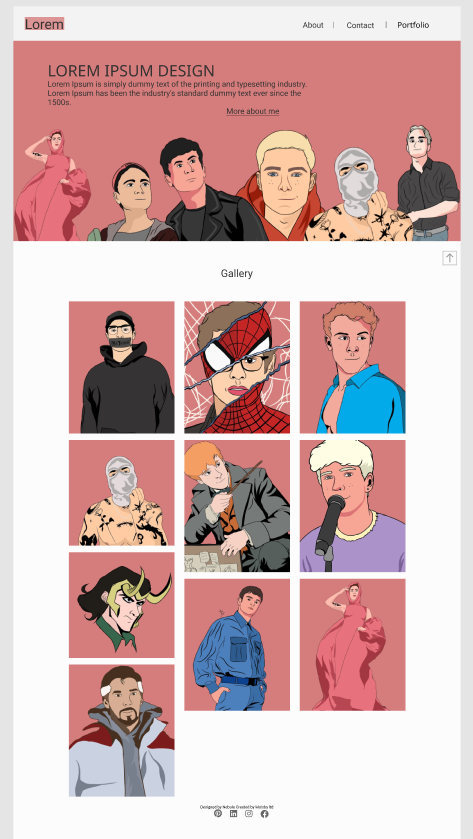 Lorem
About | Contact | Portfolio
LOREM IPSUM DESIGN
Lorem Ipsum is simply dummy text of the printing and typesetting industry.
Lorem Ipsum has been the industry's standard dummy text ever since the
1500s.
More about me
Gallery
Designed by Nebula Created by